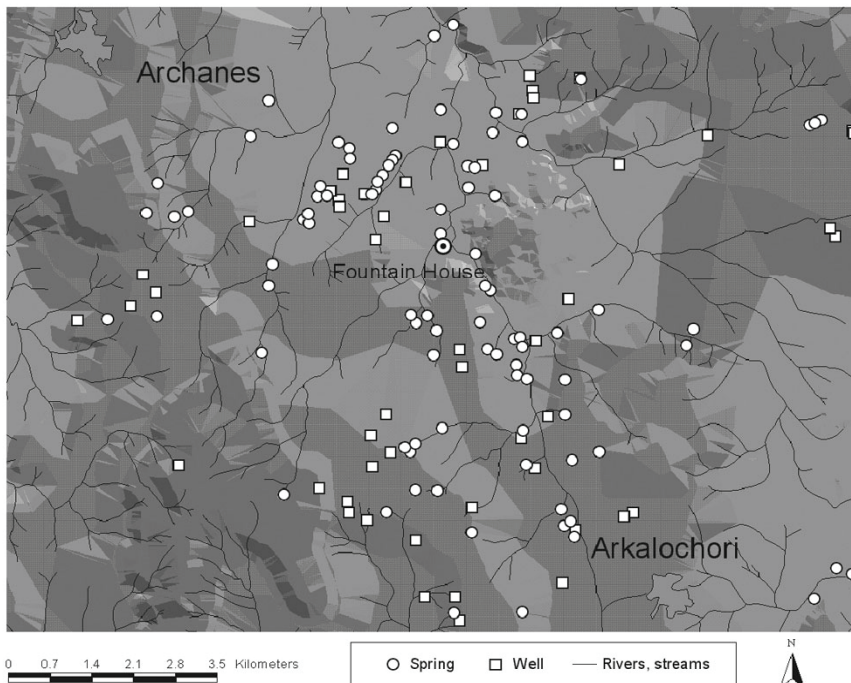 Archanes
Fountain House
Arkalochori
0 0.7 1.4 2.1 2.8 3.5 Kilometers
Spring Well Rivers, streams
N